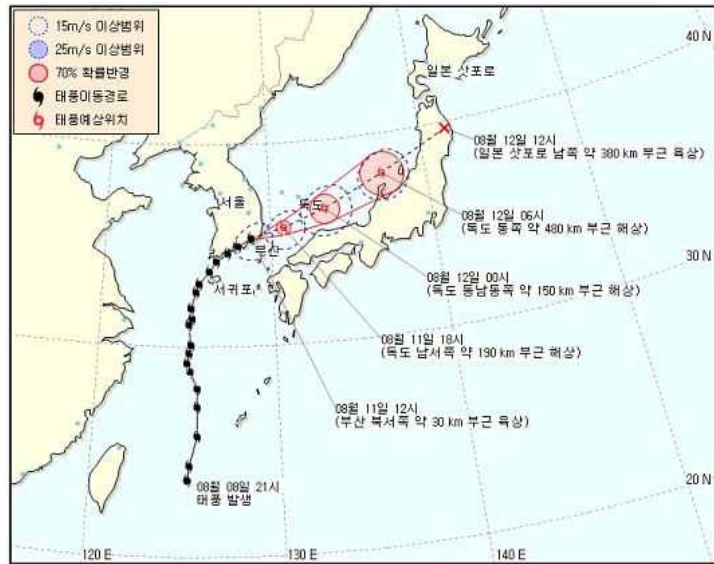 15m/s 이상범위
25m/s 이상범위
70% 확률반경
태풍이동경로
태풍예상위치
40 N
일본 삿포로
08월 12일 12시
(일본 삿포로 남쪽 약 380 km 부근 육상)
서울
독도
08월 12일 06시
(독도 동쪽 약 480 km 부근 해상)
부산
30 N
08월 12일 00시
(독도 동남동쪽 약 150 km 부근 해상)
서귀포
08월 11일 18시
(독도 남서쪽 약 190 km 부근 해상)
08월 11일 12시
(부산 북서쪽 약 30 km 부근 육상)
08월 08일 21시
태풍 발생
20 N
120 E
130 E
140 E